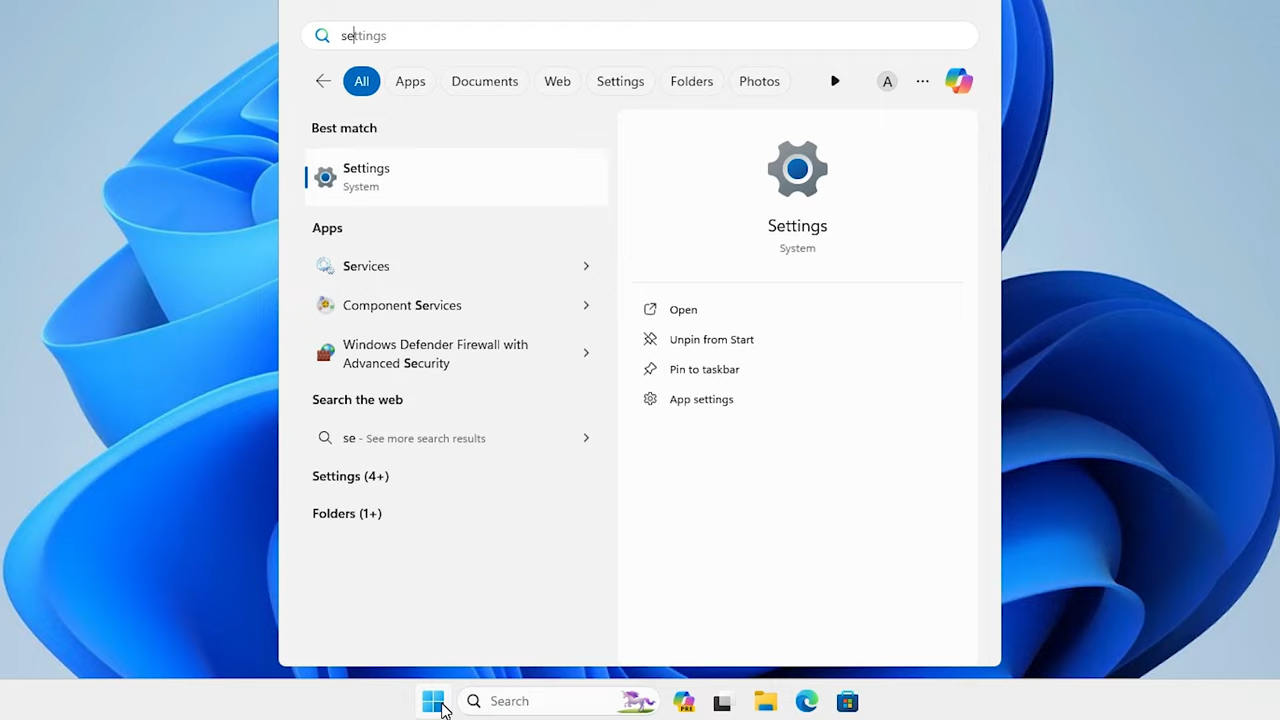 settings
All Apps Documents Web Settings Folders Photos A
Best match
Settings
System
Apps
Services
Component Services
Windows Defender Firewall with
Advanced Security
Search the web
se - See more search results
Settings (4+)
Folders (1+)
Settings
System
Open
Unpin from Start
Pin to taskbar
App settings
Search PRE